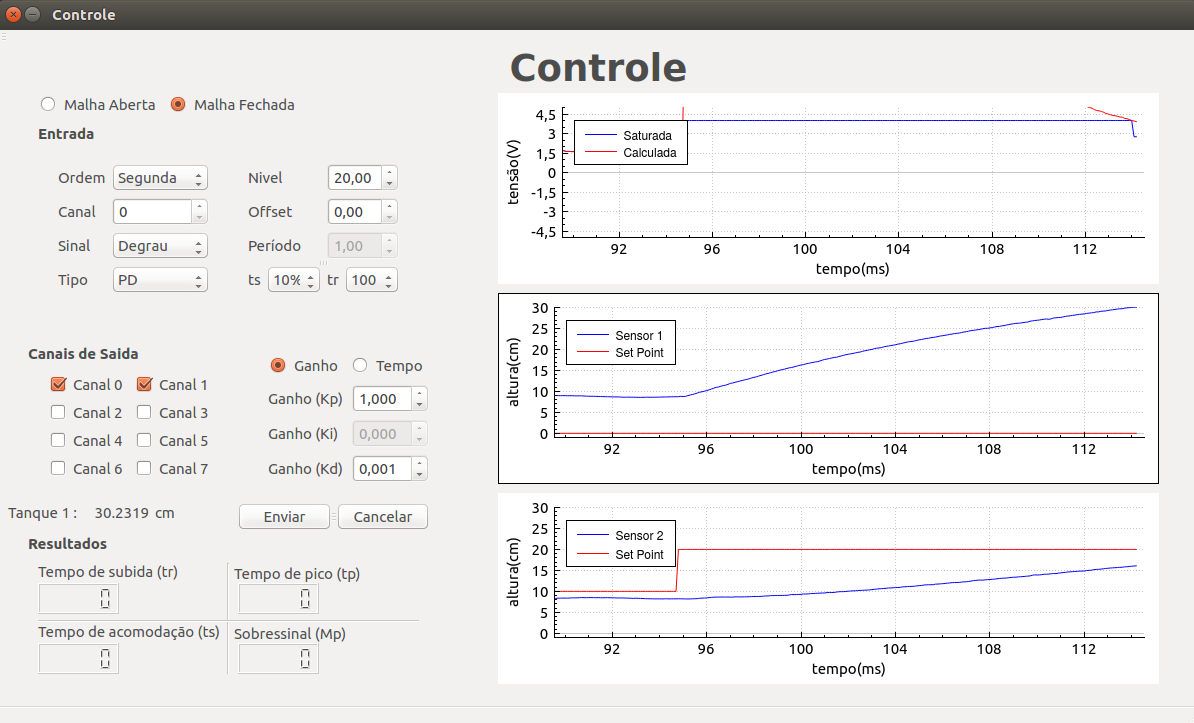 Controle
Controle
Malha Aberta Malha Fechada
Entrada
Ordem Segunda Nivel 20,00
Canal 0 Offset 0,00
Sinal Degrau Período 1,00
Tipo PD ts 10% tr 100
Canais de Saida
Ganho Tempo
Canal 0 Canal 1
Ganho (Kp) 1,000
Canal 2 Canal 3
Ganho (Ki) 0,000
Canal 4 Canal 5
Ganho (Kd) 0,001
Canal 6 Canal 7
Tanque 1 : 30.2319 cm
Enviar Cancelar
Resultados
Tempo de subida (tr) Tempo de pico (tp)
0 0
Tempo de acomodação (ts) Sobressinal (Mp)
0 0
tensão(V)
4,5
3
1,5
0
-1,5
-3
-4,5
Saturada
Calculada
92 96 100 104 108 112
tempo(ms)
altura(cm)
30
25
20
15
10
5
0
Sensor 1
Set Point
92 96 100 104 108 112
tempo(ms)
altura(cm)
30
25
20
15
10
5
0
Sensor 2
Set Point
92 96 100 104 108 112
tempo(ms)